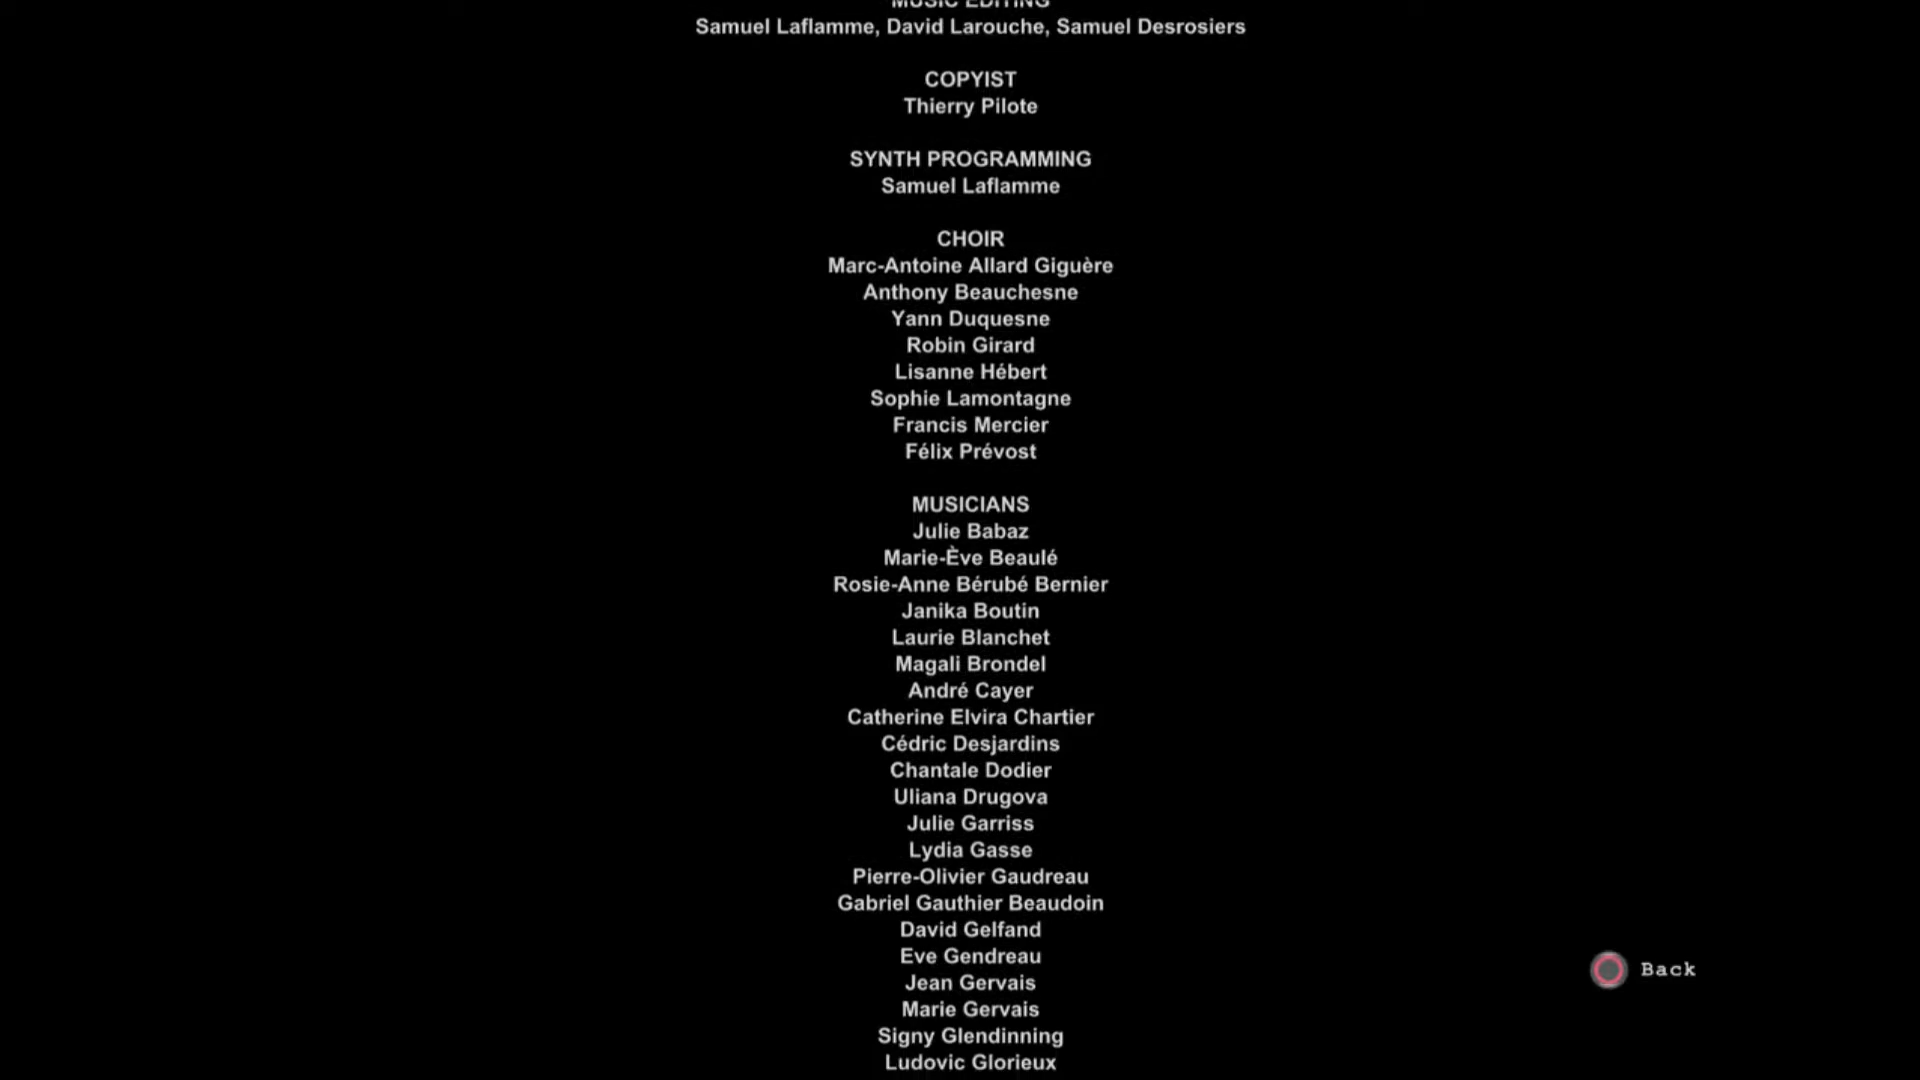 MUSIC EDITING
Samuel Laflamme, David Larouche, Samuel Desrosiers
COPYIST
Thierry Pilote
SYNTH PROGRAMMING
Samuel Laflamme
CHOIR
Marc-Antoine Allard Giguère
Anthony Beauchesne
Yann Duquesne
Robin Girard
Lisanne Hébert
Sophie Lamontagne
Francis Mercier
Félix Prévost
MUSICIANS
Julie Babaz
Marie-Ève Beaulé
Rosie-Anne Bérubé Bernier
Janika Boutin
Laurie Blanchet
Magali Brondel
André Cayer
Catherine Elvira Chartier
Cédric Desjardins
Chantale Dodier
Uliana Drugova
Julie Garriss
Lydia Gasse
Pierre-Olivier Gaudreau
Gabriel Gauthier Beaudoin
David Gelfand
Eve Gendreau
Jean Gervais
Marie Gervais
Signy Glendinning
Ludovic Glorieux
Back